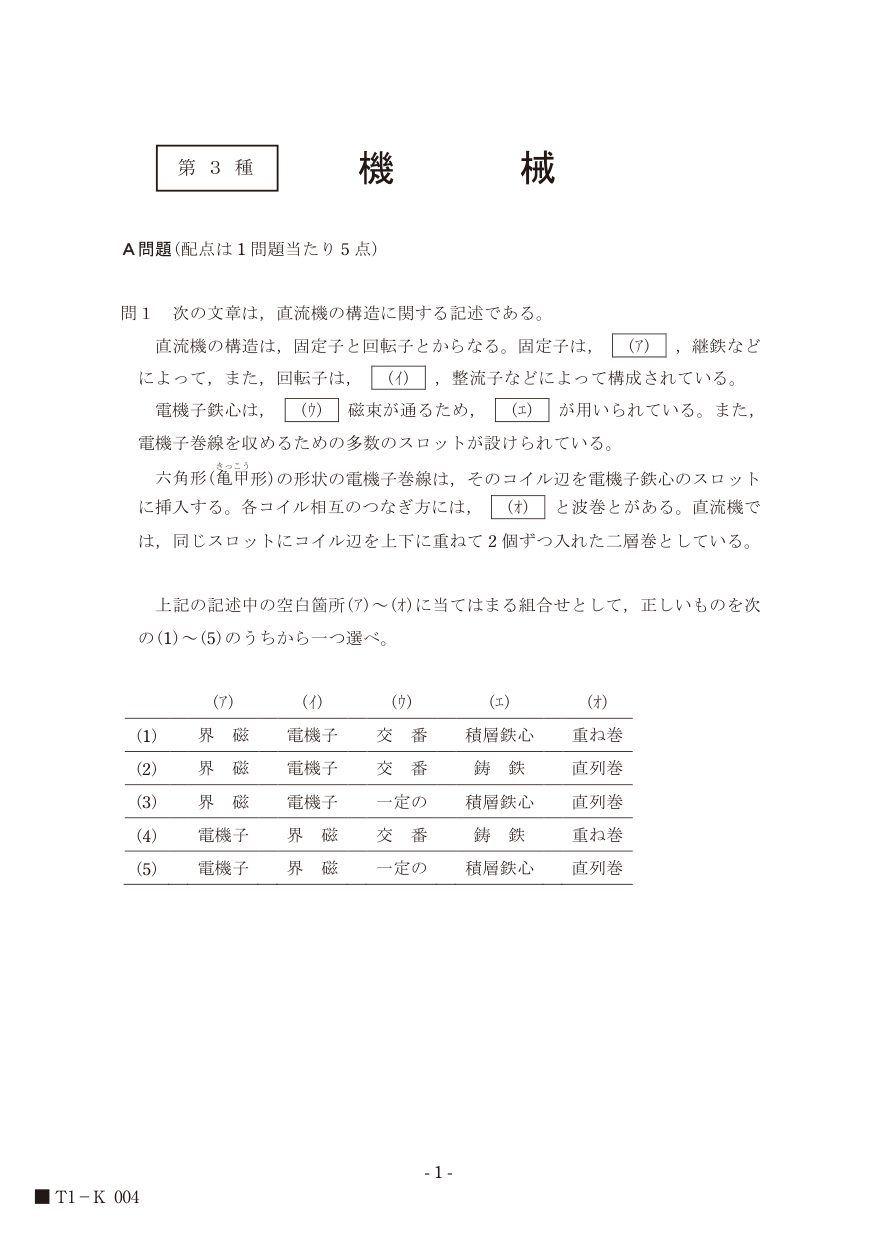 第 3 種
機 械
A問題(配点は1問題当たり5点)
問1 次の文章は，直流機の構造に関する記述である。
直流機の構造は，固定子と回転子とからなる。固定子は， (ｱ) ，継鉄など
によって，また，回転子は， (ｲ) ，整流子などによって構成されている。
電機子鉄心は， (ｳ) 磁束が通るため， (ｴ) が用いられている。また，
電機子巻線を収めるための多数のスロットが設けられている。
きっこう
六角形(亀甲形)の形状の電機子巻線は，そのコイル辺を電機子鉄心のスロット
に挿入する。各コイル相互のつなぎ方には， (ｵ) と波巻とがある。直流機で
は，同じスロットにコイル辺を上下に重ねて2個ずつ入れた二層巻としている。
上記の記述中の空白箇所(ｱ)～(ｵ)に当てはまる組合せとして，正しいものを次
の(1)～(5)のうちから一つ選べ。
(ｱ) (ｲ) (ｳ) (ｴ) (ｵ)
(1) 界 磁 電機子 交 番 積層鉄心 重ね巻
(2) 界 磁 電機子 交 番 鋳 鉄 直列巻
(3) 界 磁 電機子 一定の 積層鉄心 直列巻
(4) 電機子 界 磁 交 番 鋳 鉄 重ね巻
(5) 電機子 界 磁 一定の 積層鉄心 直列巻
- 1 -
■ T1－K 004